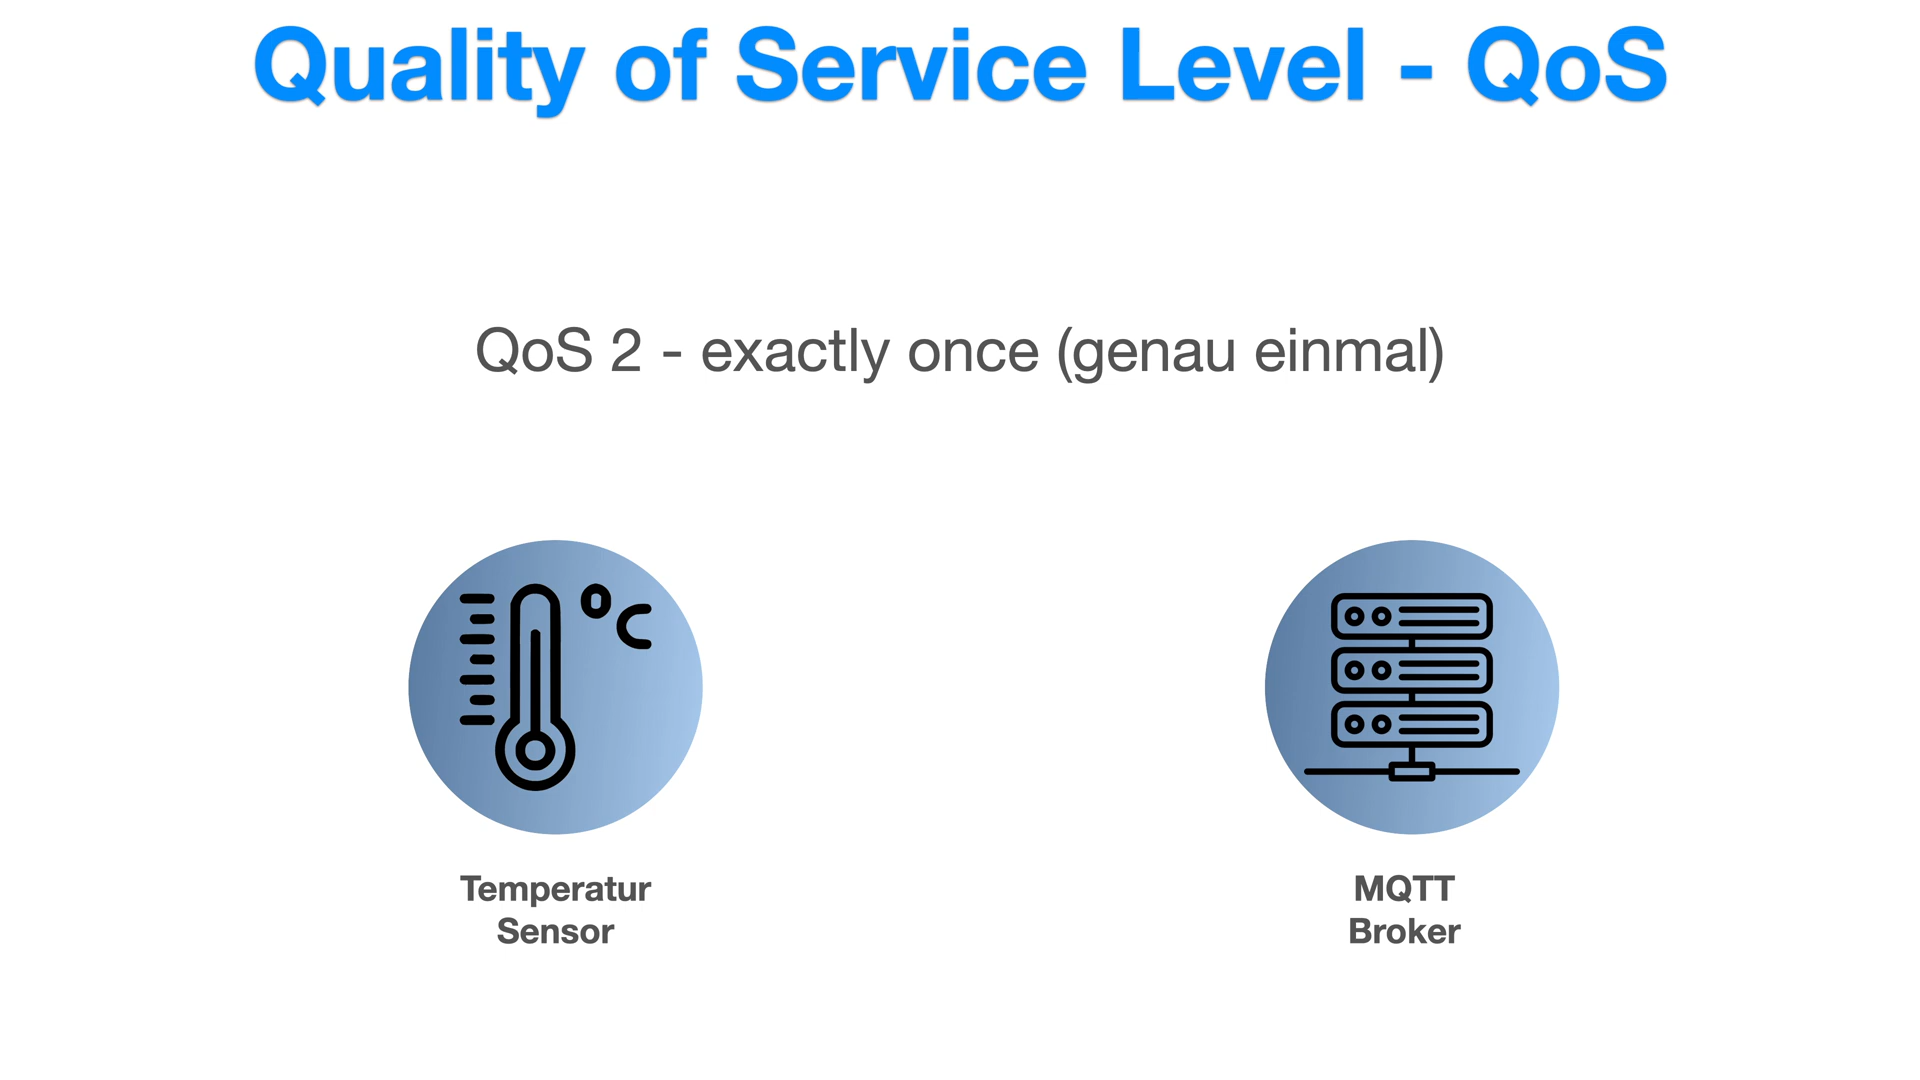 Quality of Service Level - QoS
QoS 2 - exactly once (genau einmal)
°C
Temperatur
Sensor
MQTT
Broker